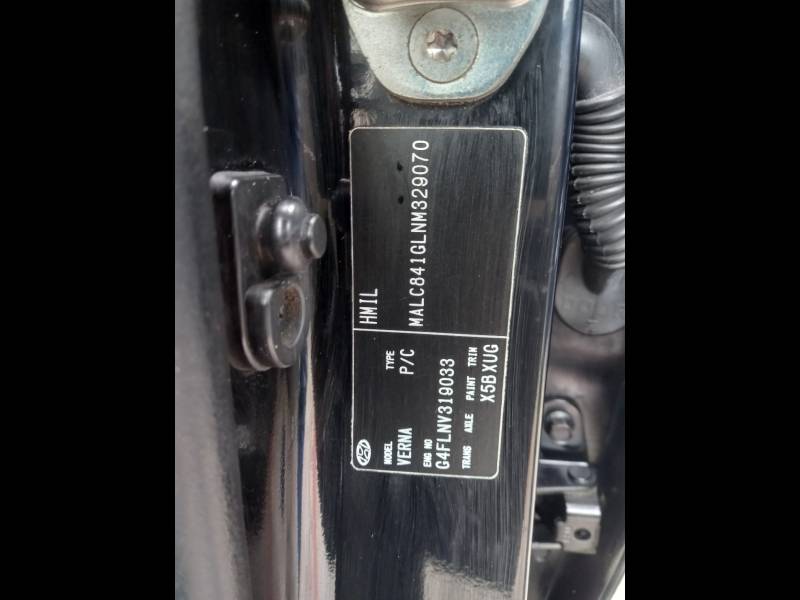 HMIL
MALC841GLNM329070
MODEL TYPE
VERNA P/C
ENG NO
G4FLNV319033
TRANS AXLE PAINT TRIM
X5B XUG